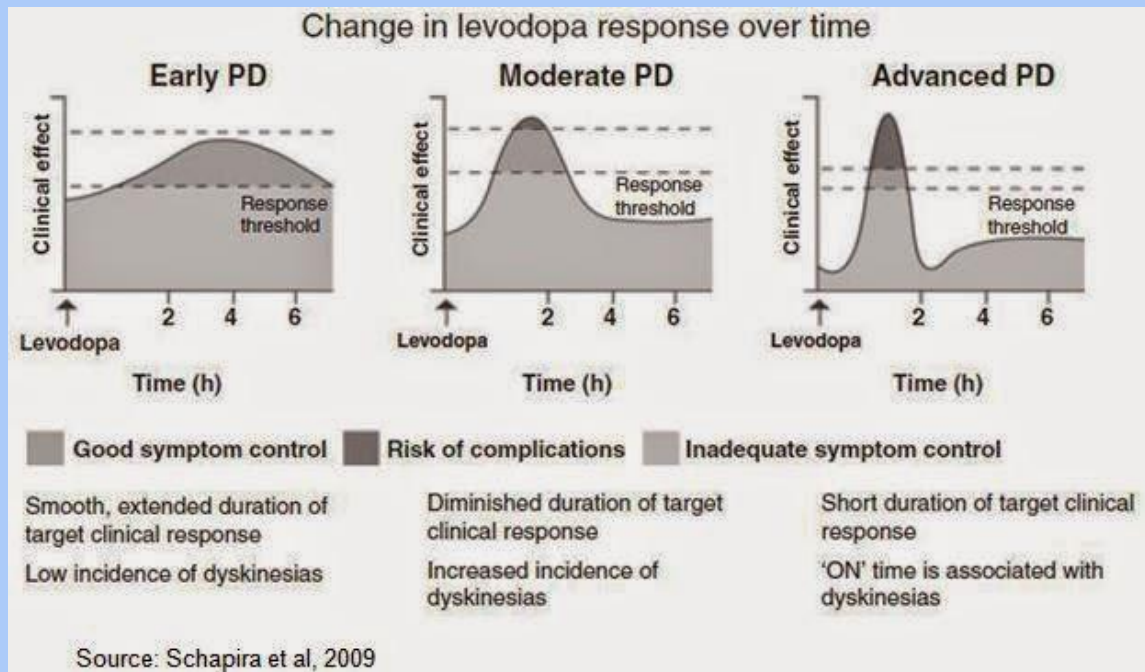 Change in levodopa response over time
Early PD
Moderate PD
Advanced PD
Clinical effect
Response
threshold
2
4
6
Levodopa
Time (h)
Clinical effect
Response
threshold
2
4
6
Levodopa
Time (h)
Clinical effect
Response
threshold
2
4
6
Levodopa
Time (h)
Good symptom control
Risk of complications
Inadequate symptom control
Smooth, extended duration of
target clinical response
Low incidence of dyskinesias
Diminished duration of target
clinical response
Increased incidence of
dyskinesias
Short duration of target clinical
response
'ON' time is associated with
dyskinesias
Source: Schapira et al, 2009